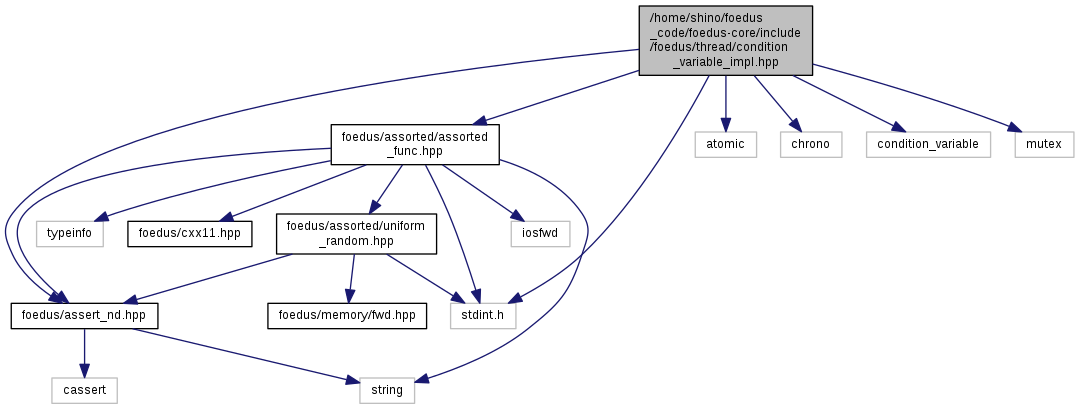 /home/shino/foedus
_code/foedus-core/include
/foedus/thread/condition
_variable_impl.hpp
foedus/assorted/assorted
_func.hpp
atomic
chrono
condition_variable
mutex
typeinfo
foedus/cxx11.hpp
foedus/assorted/uniform
_random.hpp
iosfwd
foedus/assert_nd.hpp
foedus/memory/fwd.hpp
stdint.h
cassert
string